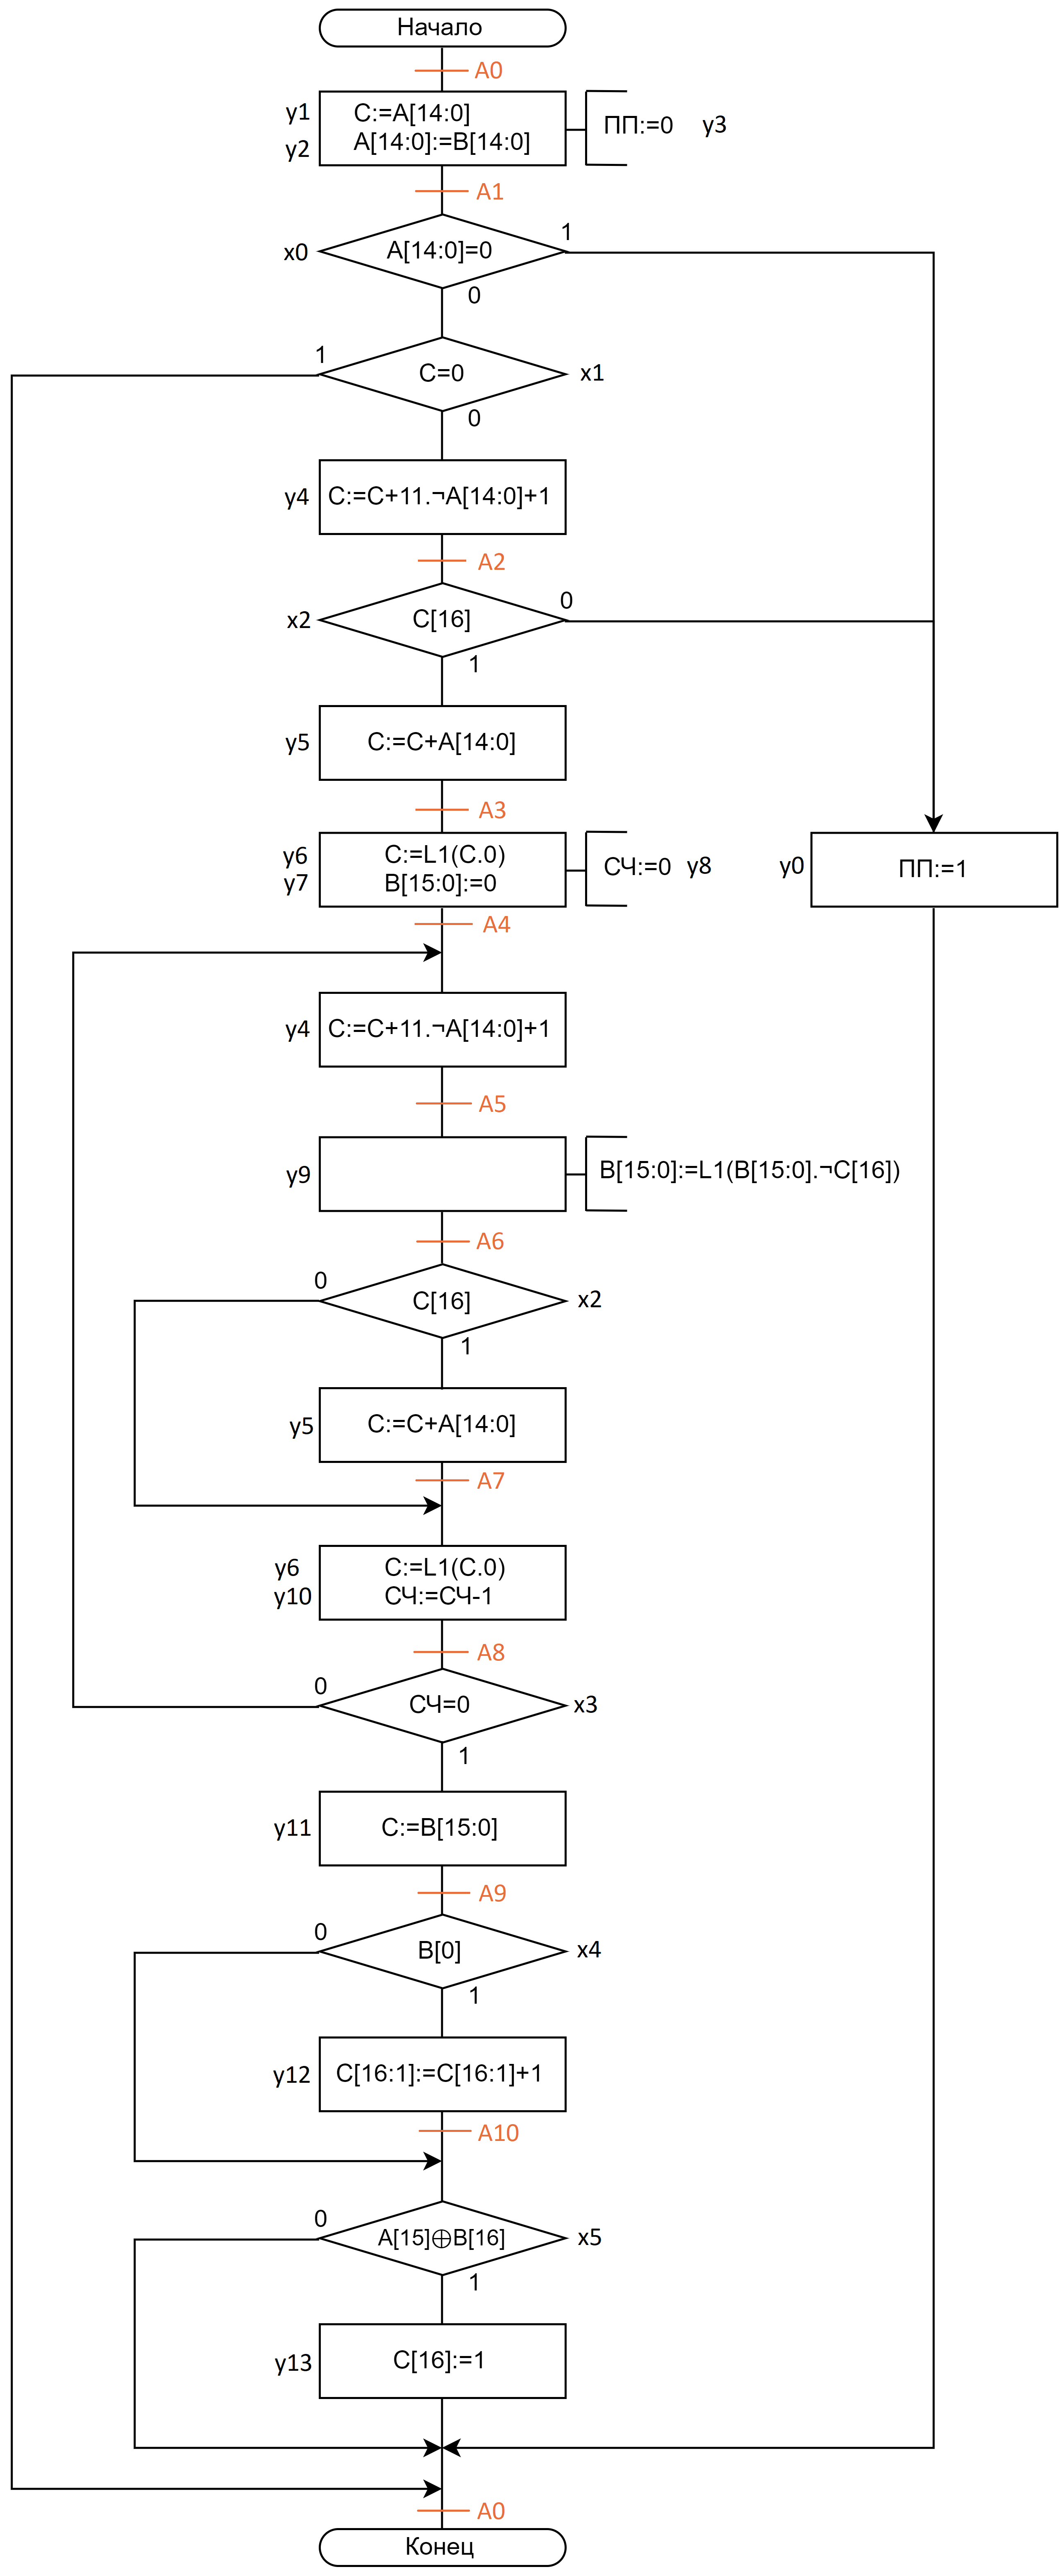 Начало
A0
y1
C:=A[14:0]
y2
A[14:0]:=B[14:0]
ПП:=0
y3
A1
x0
A[14:0]=0
1
0
1
C=0
x1
0
y4
C:=C+11.¬A[14:0]+1
A2
x2
C[16]
0
1
y5
C:=C+A[14:0]
A3
y6
C:=L1(C.0)
y7
B[15:0]:=0
СЧ:=0
y8
y0
ПП:=1
A4
y4
C:=C+11.¬A[14:0]+1
A5
y9
B[15:0]:=L1(B[15:0].¬C[16])
A6
0
C[16]
x2
1
y5
C:=C+A[14:0]
A7
y6
C:=L1(C.0)
y10
СЧ:=СЧ-1
A8
0
СЧ=0
x3
1
y11
C:=B[15:0]
A9
0
B[0]
x4
1
y12
C[16:1]:=C[16:1]+1
A10
0
A[15]⊕B[16]
x5
1
y13
C[16]:=1
A0
Конец